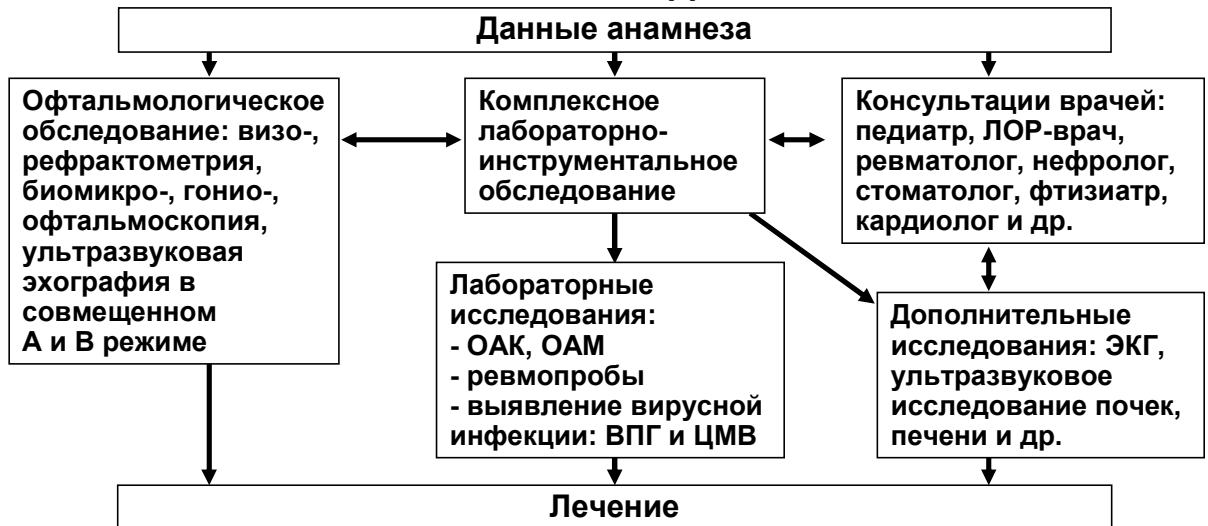 Данные анамнеза
Офтальмологическое
обследование: визо-,
рефрактометрия,
биомикро-, гонио-,
офтальмоскопия,
ультразвуковая
эхография в
совмещенном
А и В режиме
Комплексное
лабораторно-
инструментальное
обследование
Консультации врачей:
педиатр, ЛОР-врач,
ревматолог, нефролог,
стоматолог, фтизиатр,
кардиолог и др.
Лабораторные
исследования:
- ОАК, ОАМ
- ревмопробы
- выявление вирусной
инфекции: ВПГ и ЦМВ
Дополнительные
исследования: ЭКГ,
ультразвуковое
исследование почек,
печени и др.
Лечение